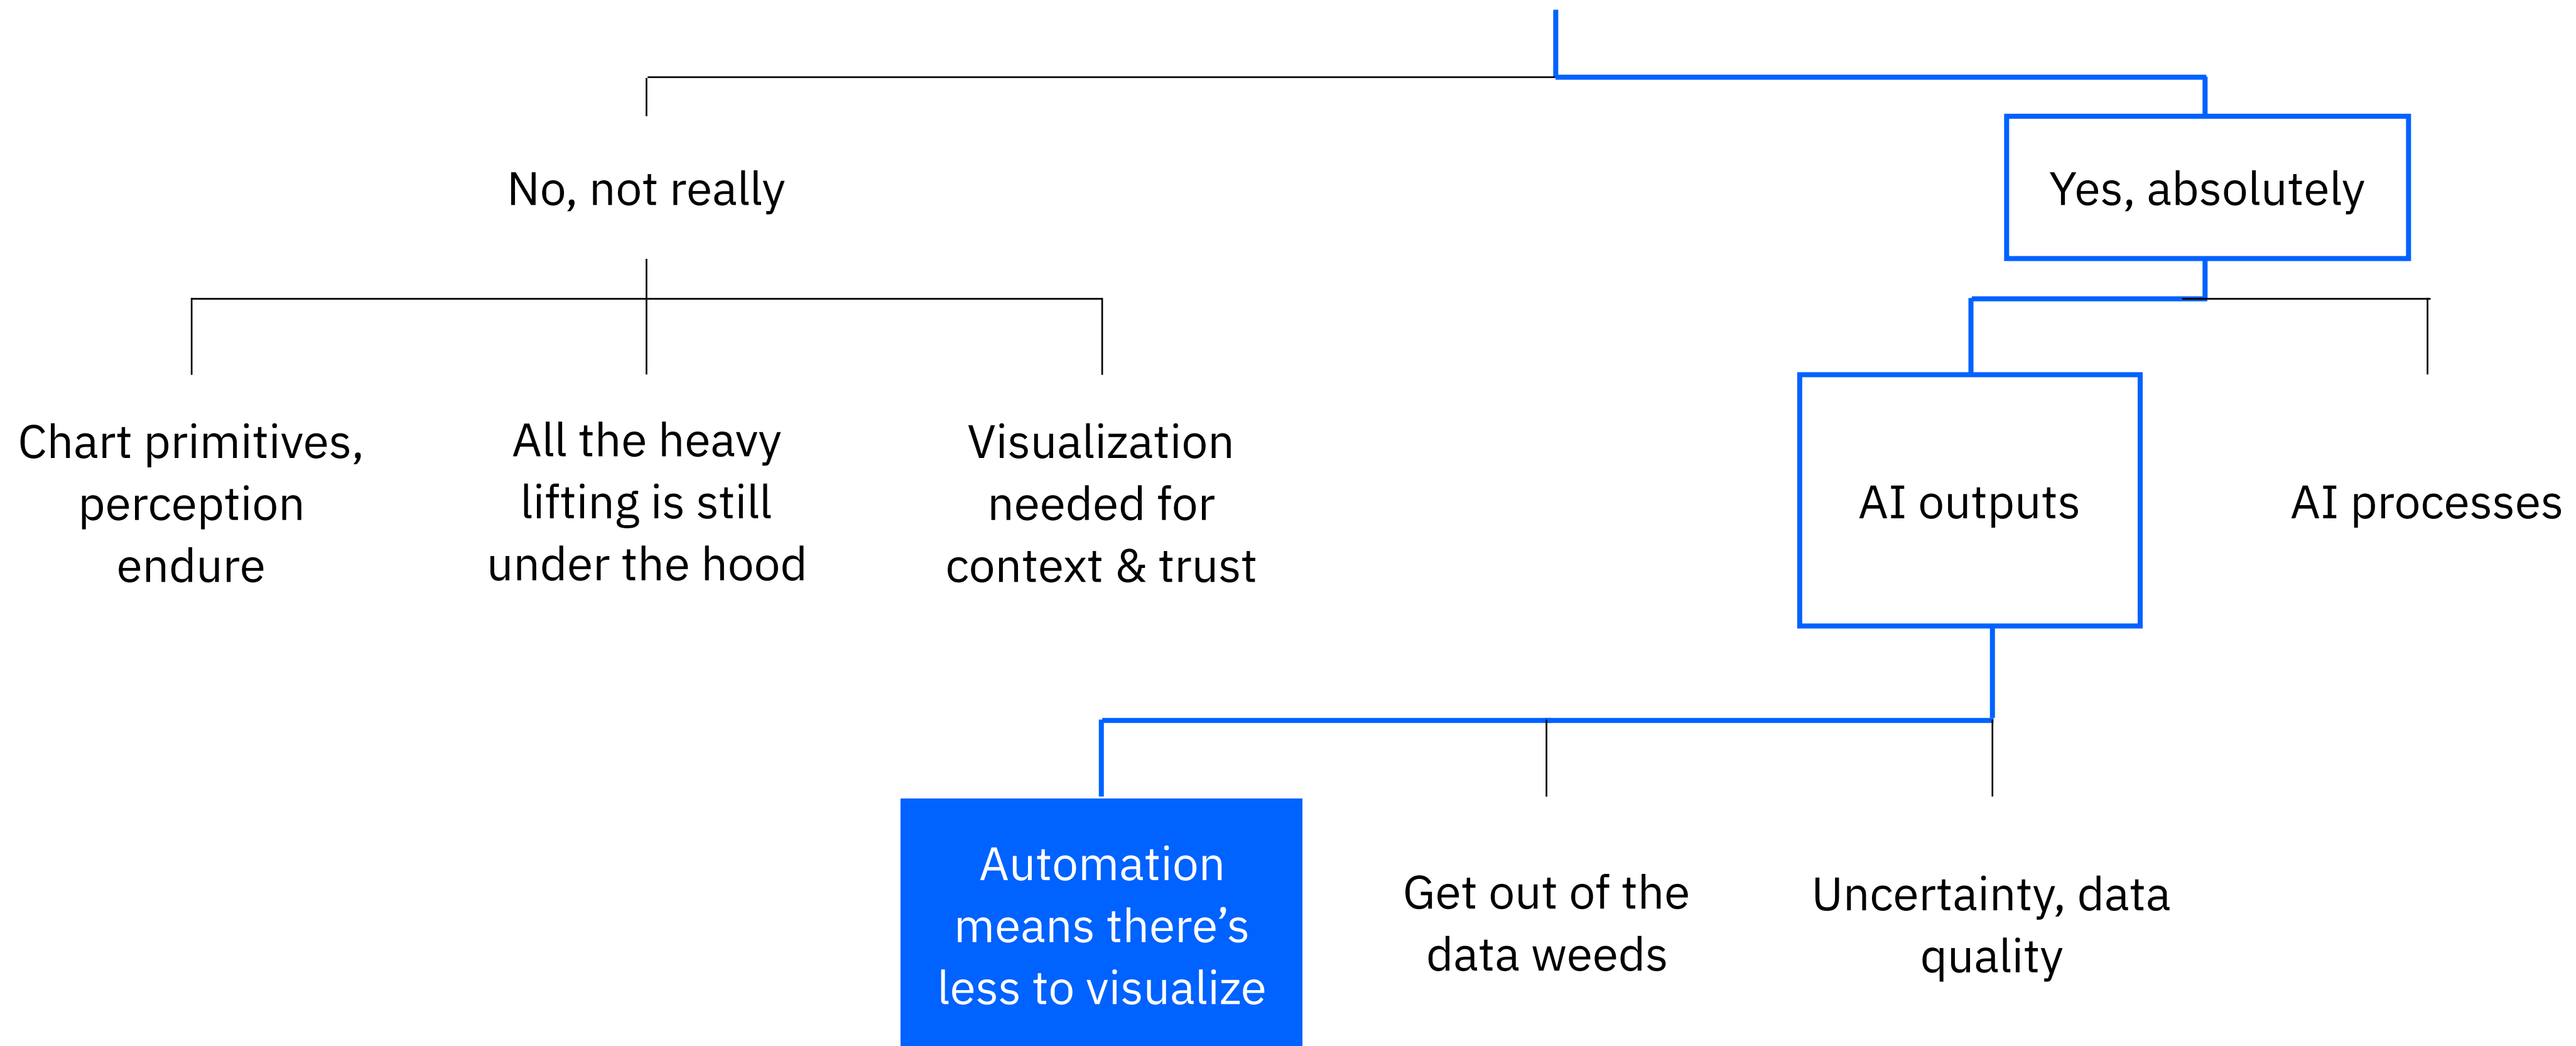 No, not really
Yes, absolutely
Chart primitives,
perception
endure
All the heavy
lifting is still
under the hood
Visualization
needed for
context & trust
AI outputs
AI processes
Automation
means there’s
less to visualize
Get out of the
data weeds
Uncertainty, data
quality